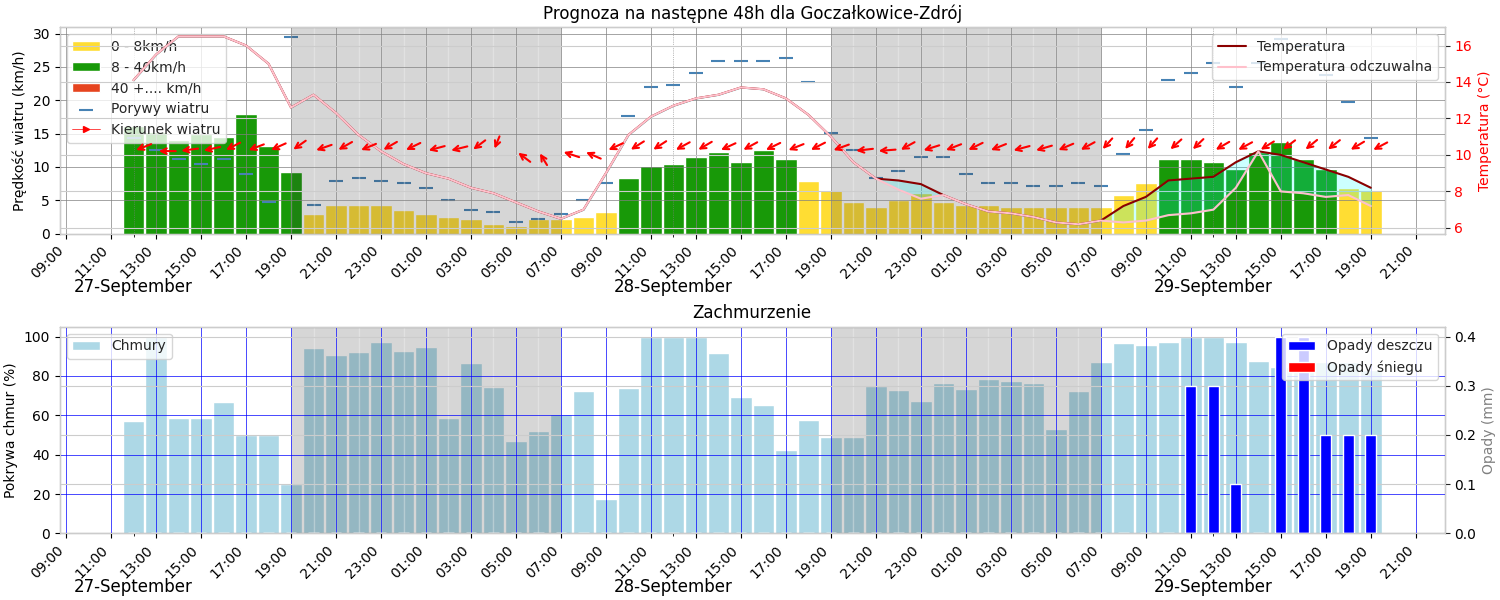 Prognoza na następne 48h dla Goczałkowice-Zdrój
Prędkość wiatru (km/h)
30
25
20
15
10
5
0
0 - 8km/h
8 - 40km/h
40 +.... km/h
Porywy wiatru
Kierunek wiatru
Temperatura
Temperatura odczuwalna
16
14
12
10
8
6
Temperatura (°C)
09:00 11:00 13:00 15:00 17:00 19:00 21:00 23:00 01:00 03:00 05:00 07:00 09:00 11:00 13:00 15:00 17:00 19:00 21:00 23:00 01:00 03:00 05:00 07:00 09:00 11:00 13:00 15:00 17:00 19:00 21:00
27-September 28-September 29-September
Zachmurzenie
Pokrywa chmur (%)
100
80
60
40
20
0
Chmury
Opady deszczu
Opady śniegu
0.4
0.3
0.2
0.1
0.0
Opady (mm)
09:00 11:00 13:00 15:00 17:00 19:00 21:00 23:00 01:00 03:00 05:00 07:00 09:00 11:00 13:00 15:00 17:00 19:00 21:00 23:00 01:00 03:00 05:00 07:00 09:00 11:00 13:00 15:00 17:00 19:00 21:00
27-September 28-September 29-September